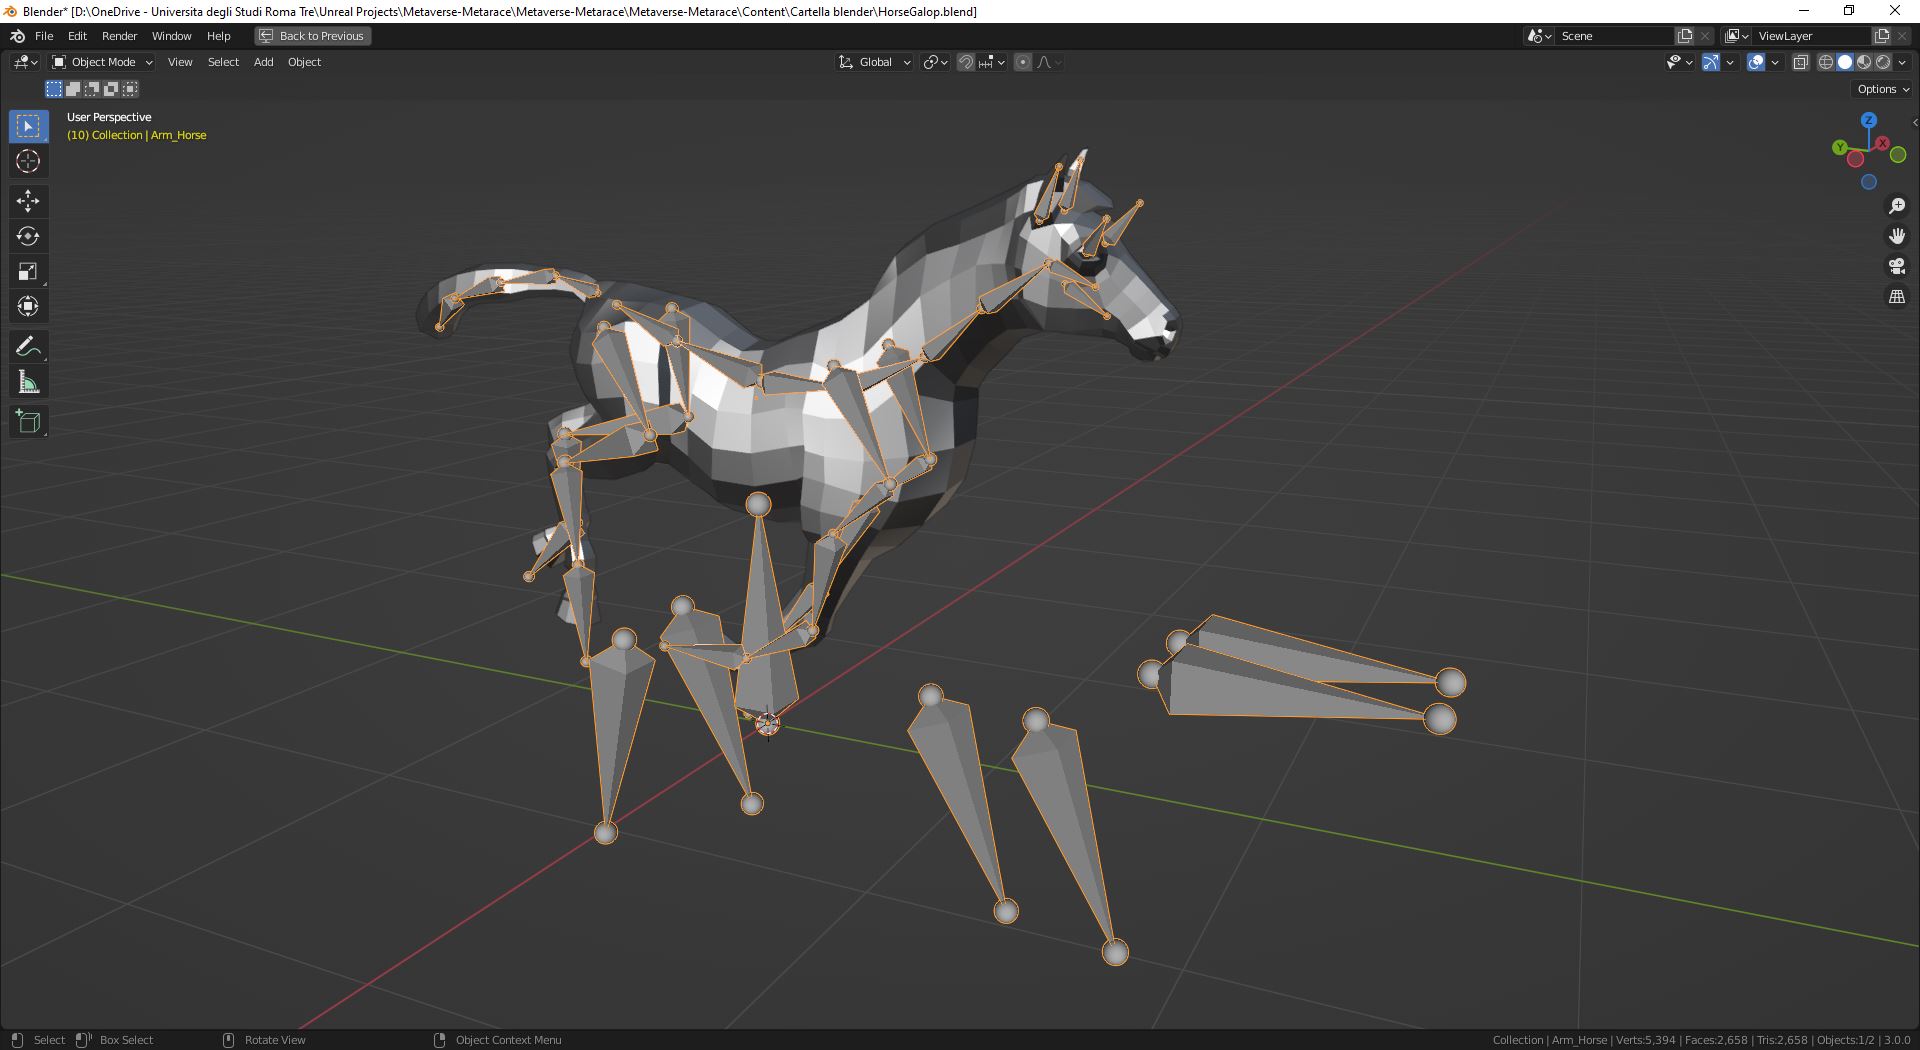 Blender* [D:\OneDrive - Universita degli Studi Roma Tre\Unreal Projects\Metaverse-Metarace\Metaverse-Metarace\Metaverse-Metarace\Content\Cartella blender\HorseGalop.blend]
File Edit Render Window Help Back to Previous Scene ViewLayer
Object Mode View Select Add Object Global
Options
User Perspective
(10) Collection | Arm_Horse
Z
Y X
Select Box Select Rotate View Object Context Menu Collection | Arm_Horse | Verts:5,394 | Faces:2,658 | Tris:2,658 | Objects:1/2 | 3.0.0